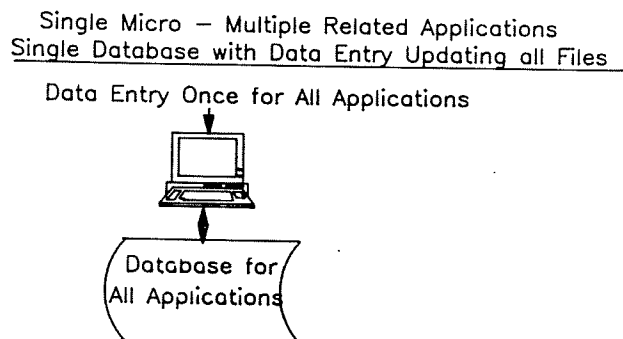 Single Micro – Multiple Related Applications
Single Database with Data Entry Updating all Files
Data Entry Once for All Applications
Database for
All Applications